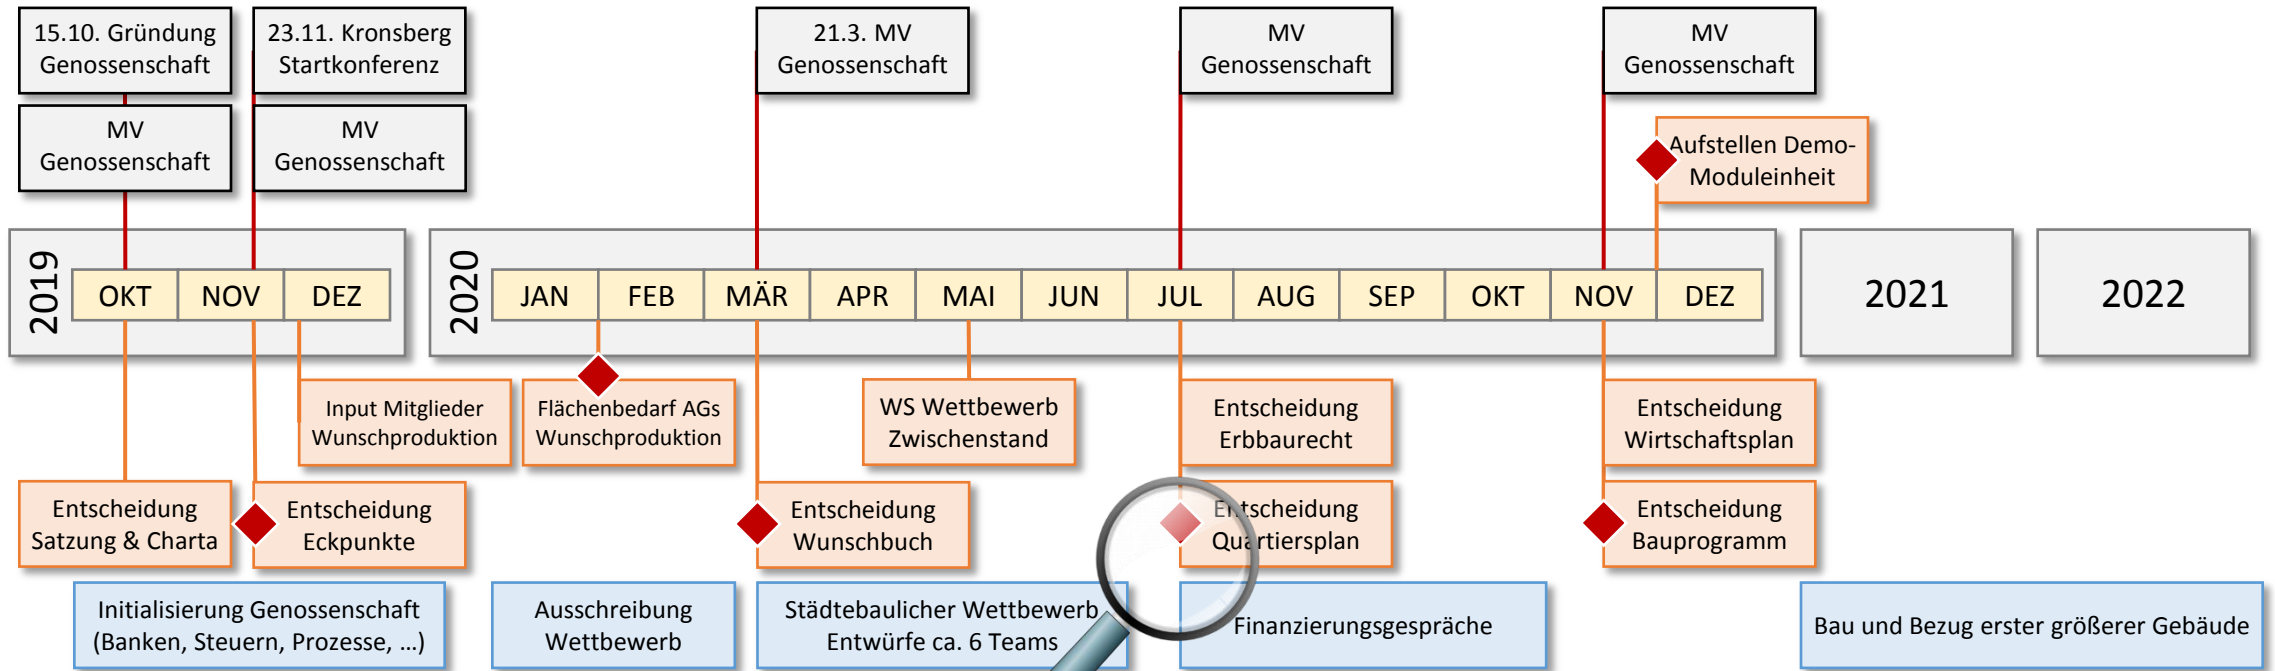 15.10. Gründung
Genossenschaft
23.11. Kronsberg
Startkonferenz
21.3. MV
Genossenschaft
MV
Genossenschaft
MV
Genossenschaft
MV
Genossenschaft
MV
Genossenschaft
Aufstellen Demo-
Moduleinheit
2019
OKT
NOV
DEZ
2020
JAN
FEB
MÄR
APR
MAI
JUN
JUL
AUG
SEP
OKT
NOV
DEZ
2021
2022
Input Mitglieder
Wunschproduktion
Flächenbedarf AGs
Wunschproduktion
WS Wettbewerb
Zwischenstand
Entscheidung
Erbbaurecht
Entscheidung
Wirtschaftsplan
Entscheidung
Satzung & Charta
Entscheidung
Eckpunkte
Entscheidung
Wunschbuch
Entscheidung
Quartiersplan
Entscheidung
Bauprogramm
Initialisierung Genossenschaft
(Banken, Steuern, Prozesse, ...)
Ausschreibung
Wettbewerb
Städtebaulicher Wettbewerb
Entwürfe ca. 6 Teams
Finanzierungsgespräche
Bau und Bezug erster größerer Gebäude